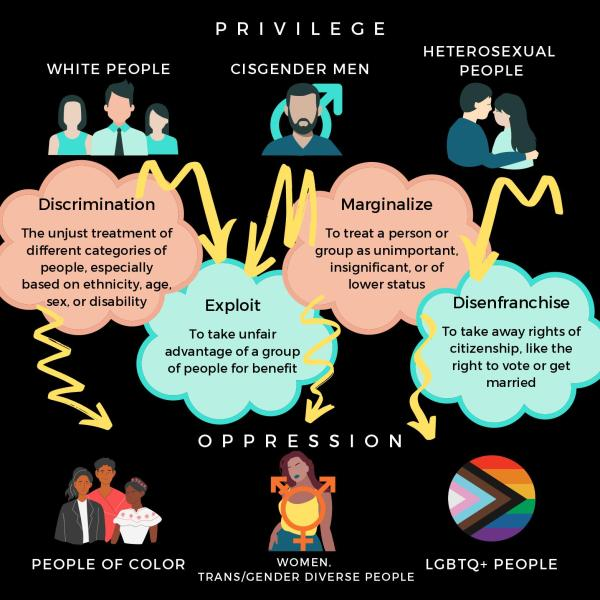 PRIVILEGE
WHITE PEOPLE
CISGENDER MEN
HETEROSEXUAL
PEOPLE
Discrimination
The unjust treatment of
different categories of
people, especially
based on ethnicity, age,
sex, or disability
Marginalize
To treat a person or
group as unimportant,
insignificant, or of
lower status
Exploit
To take unfair
advantage of a group
of people for benefit
Disenfranchise
To take away rights of
citizenship, like the
right to vote or get
married
OPPRESSION
PEOPLE OF COLOR
WOMEN,
TRANS/GENDER DIVERSE PEOPLE
LGBTQ+ PEOPLE